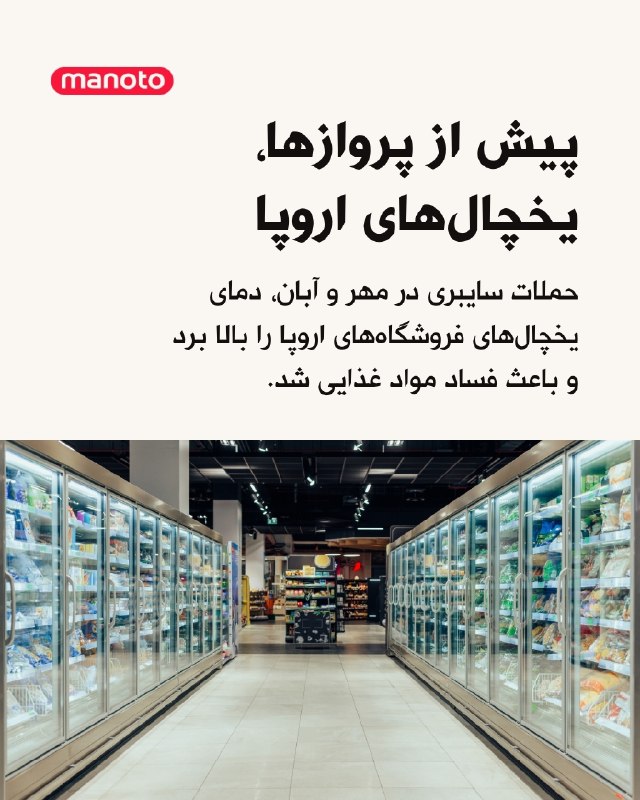 manoto
پیش از پروازها،
یخچال‌های اروپا
حملات سایبری در مهر و آبان، دمای
یخچال‌های فروشگاه‌های اروپا را بالا برد
و باعث فساد مواد غذایی شد.